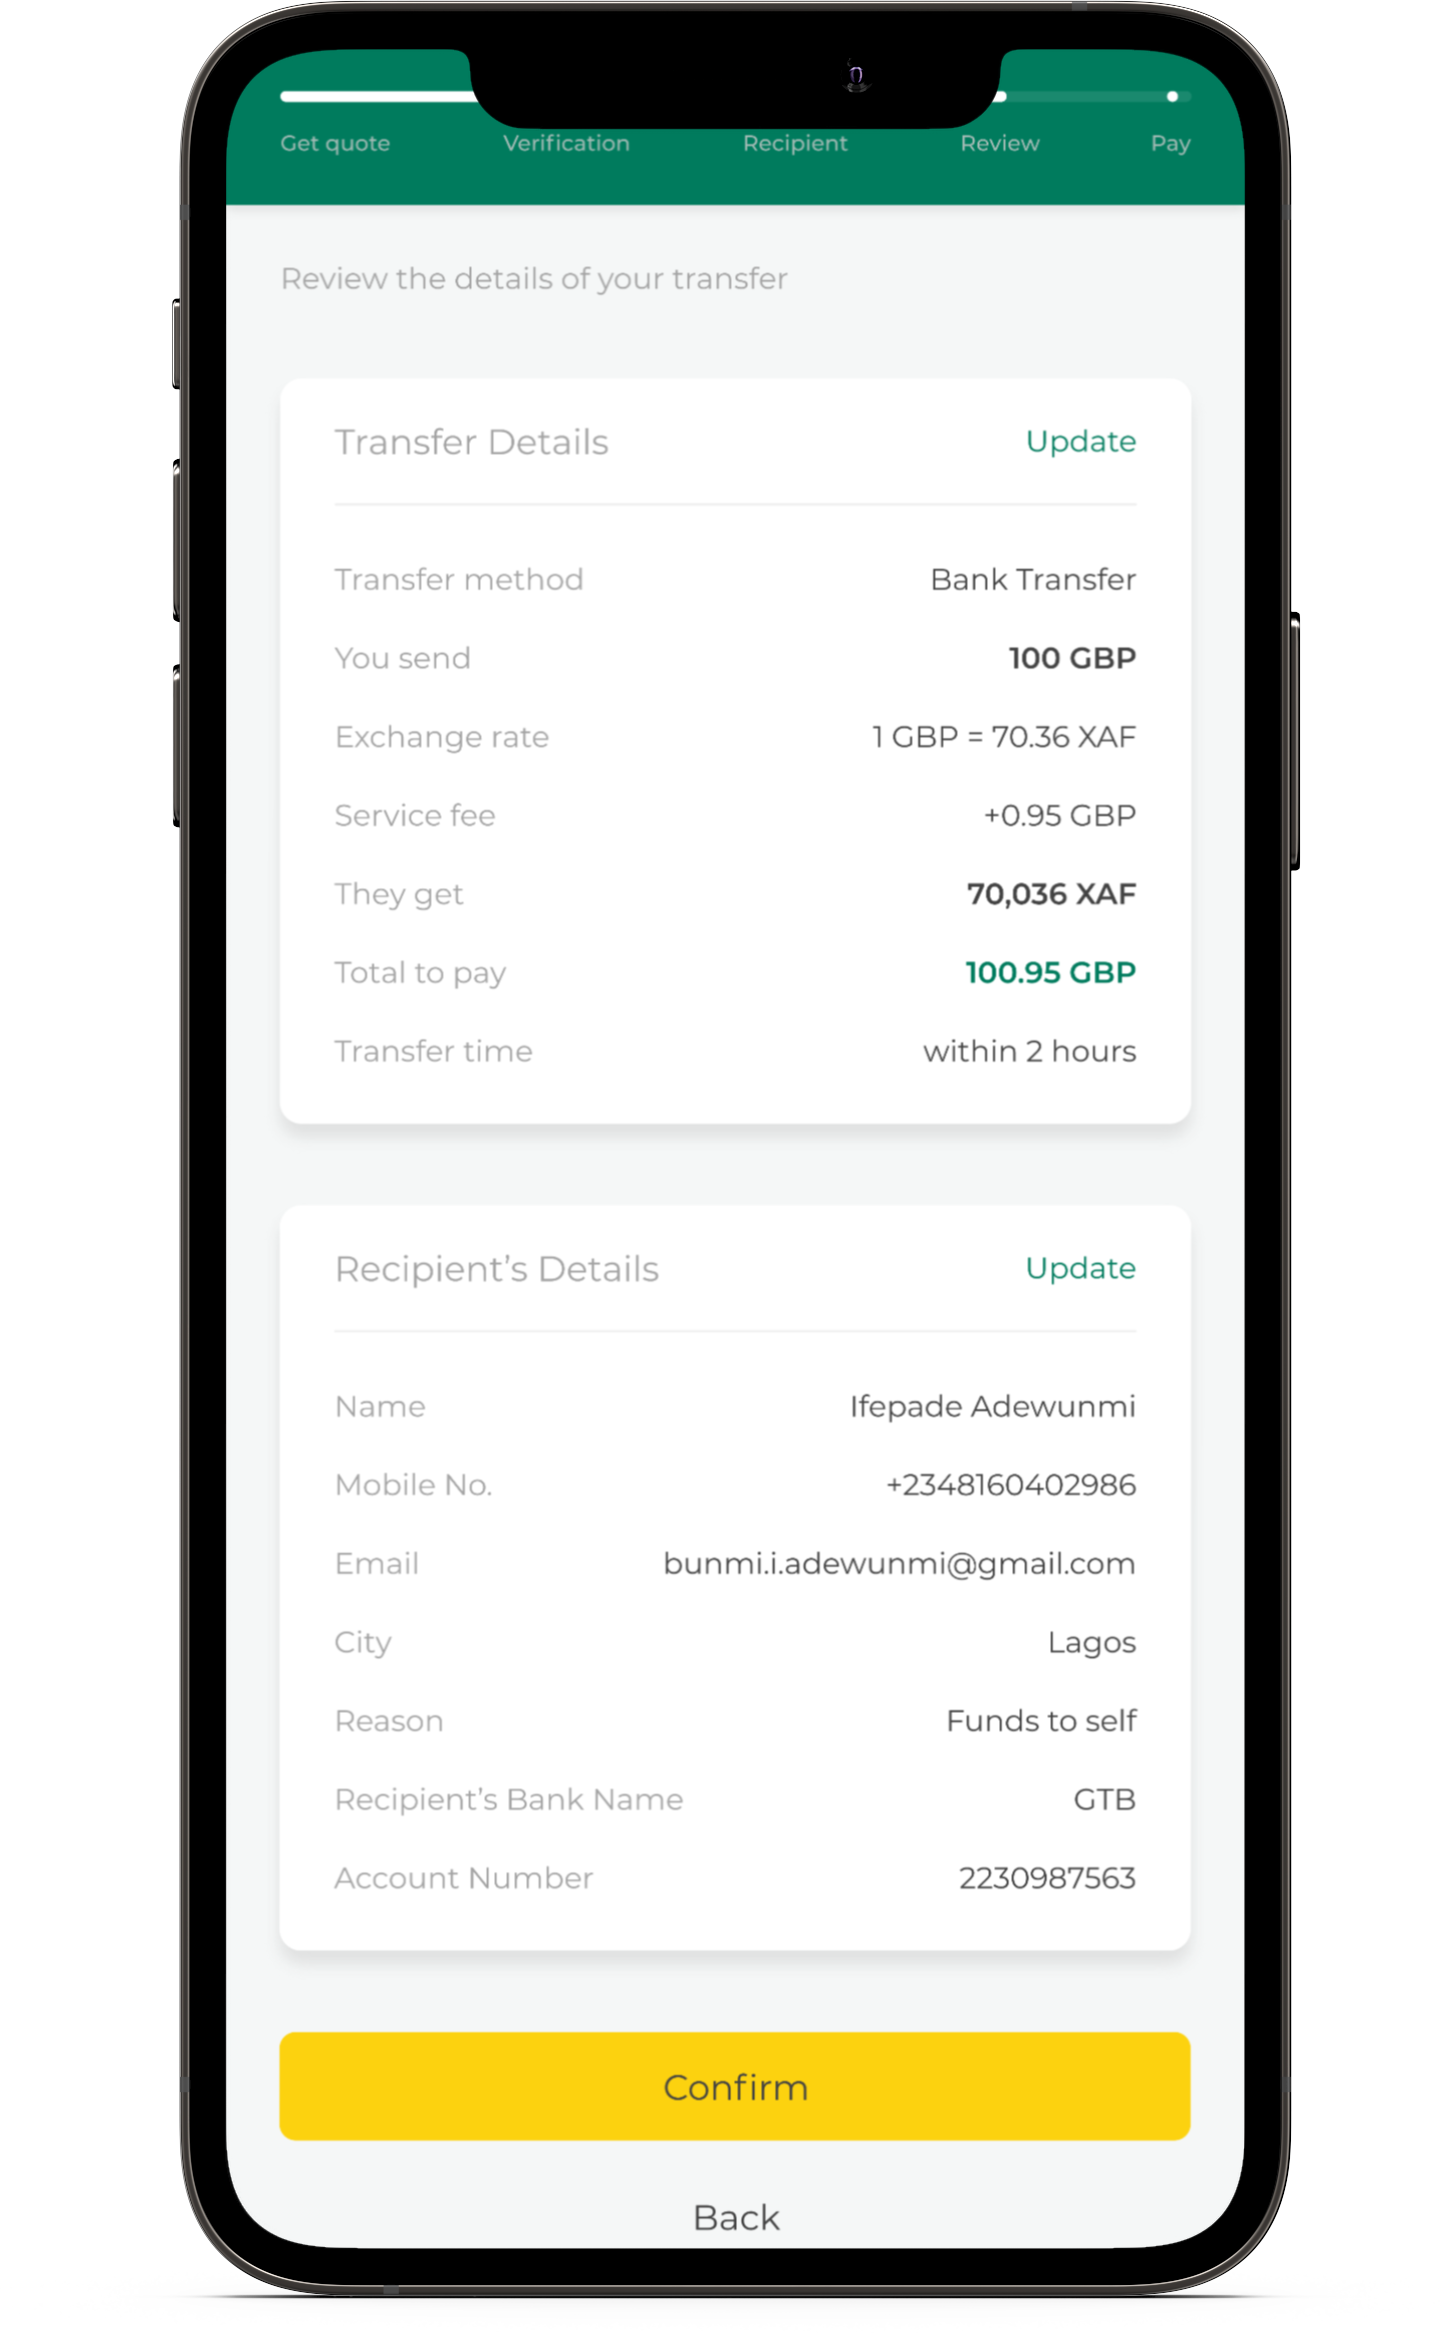 Get quote Verification Recipient Review Pay
Review the details of your transfer
Transfer Details Update
Transfer method Bank Transfer
You send 100 GBP
Exchange rate 1 GBP = 70.36 XAF
Service fee +0.95 GBP
They get 70,036 XAF
Total to pay 100.95 GBP
Transfer time within 2 hours
Recipient’s Details Update
Name Ifepade Adewunmi
Mobile No. +2348160402986
Email bunmi.i.adewunmi@gmail.com
City Lagos
Reason Funds to self
Recipient’s Bank Name GTB
Account Number 2230987563
Confirm
Back